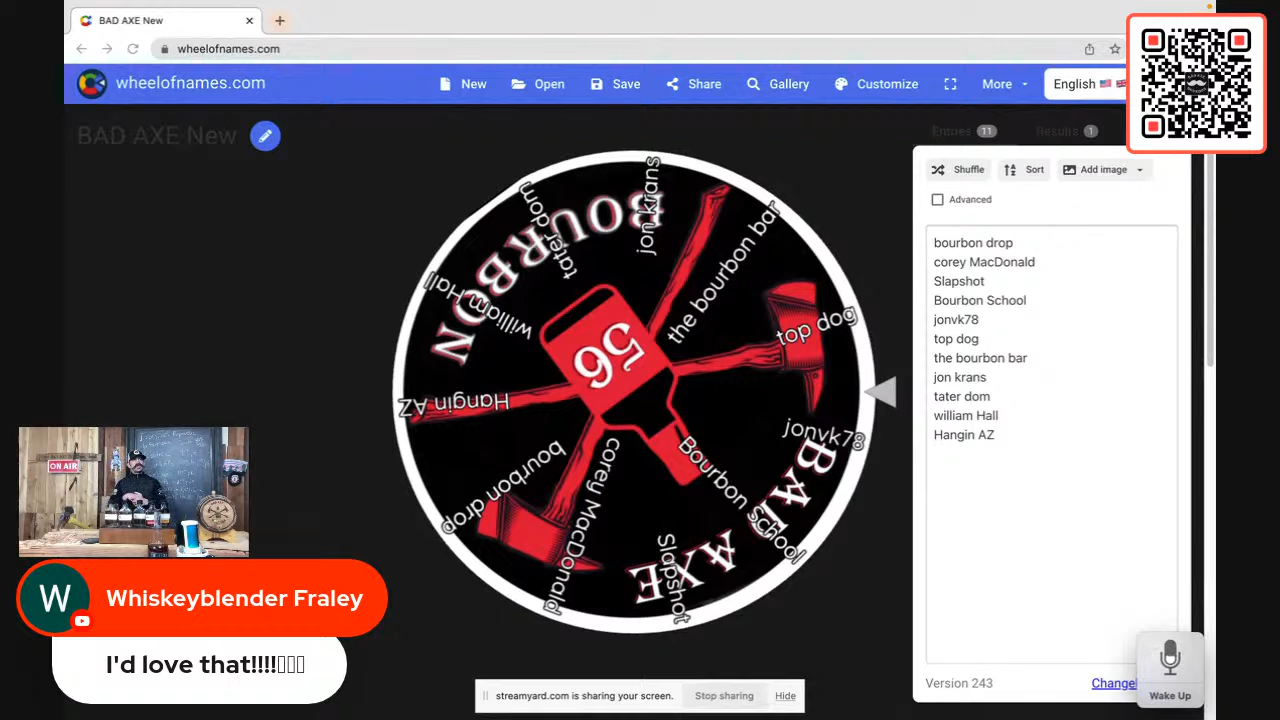 BAD AXE New
wheelofnames.com
wheelofnames.com
New
Open
Save
Share
Gallery
Customize
More
English
BAD AXE New
Entries 11
Results 1
Shuffle
Sort
Add image
Advanced
bourbon drop
corey MacDonald
Slapshot
Bourbon School
jonvk78
top dog
the bourbon bar
jon krans
tater dom
william Hall
Hangin AZ
BOURBON
56
BAD AXE
jon krans
the bourbon bar
top dog
jonvk78
Bourbon School
Slapshot
corey MacDonald
bourbon drop
Hangin AZ
william Hall
tater dom
ON AIR
W
Whiskeyblender Fraley
I'd love that!!!!
streamyard.com is sharing your screen.
Stop sharing
Hide
Version 243
Changel
Wake Up